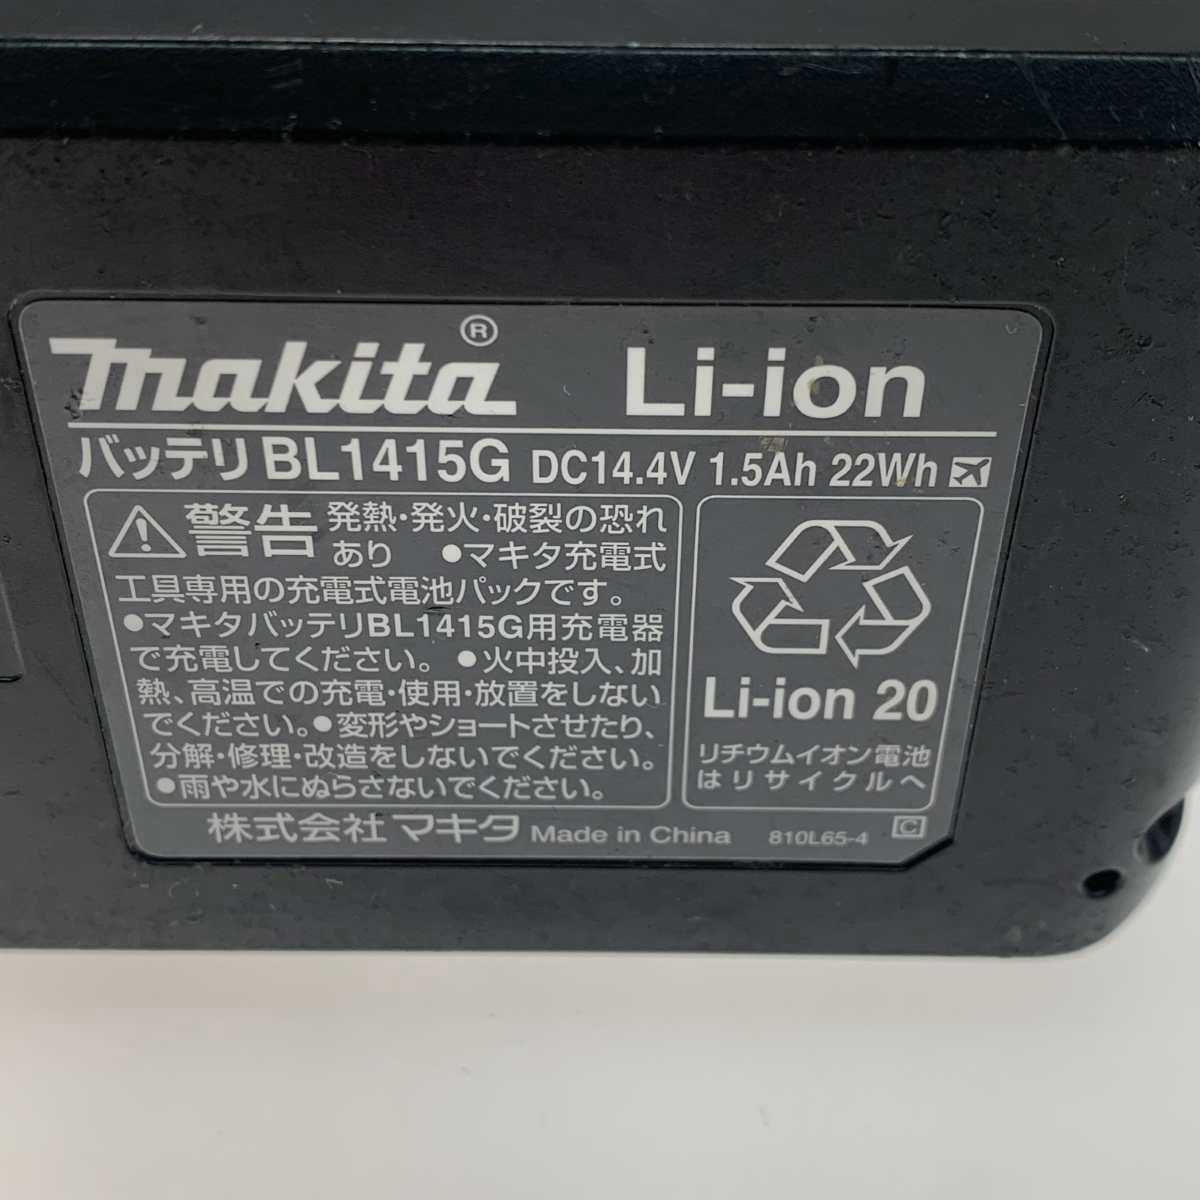 makita® Li-ion
バッテリ BL1415G DC14.4V 1.5Ah 22Wh
警告 発熱・発火・破裂の恐れ
あり ●マキタ充電式
工具専用の充電式電池パックです。
●マキタバッテリBL1415G用充電器
で充電してください。 ●火中投入、加
熱、高温での充電・使用・放置をしない
でください。●変形やショートさせたり、
分解・修理・改造をしないでください。
●雨や水にぬらさないでください。
Li-ion 20
リチウムイオン電池
はリサイクルへ
株式会社マキタ Made in China 810L65-4 C